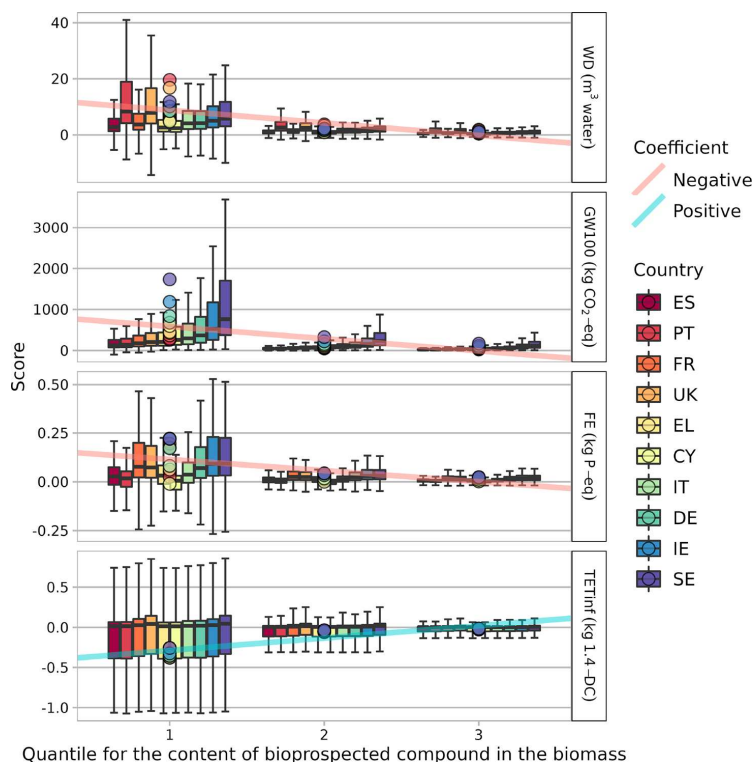 40
20
0
WD (m³ water)
3000
2000
1000
0
GW100 (kg CO₂–eq)
0.50
0.25
0.00
-0.25
FE (kg P–eq)
0.5
0.0
-0.5
-1.0
TETinf (kg 1.4–DC)
Score
1 2 3
Quantile for the content of bioprospected compound in the biomass
Coefficient
Negative
Positive
Country
ES
PT
FR
UK
EL
CY
IT
DE
IE
SE